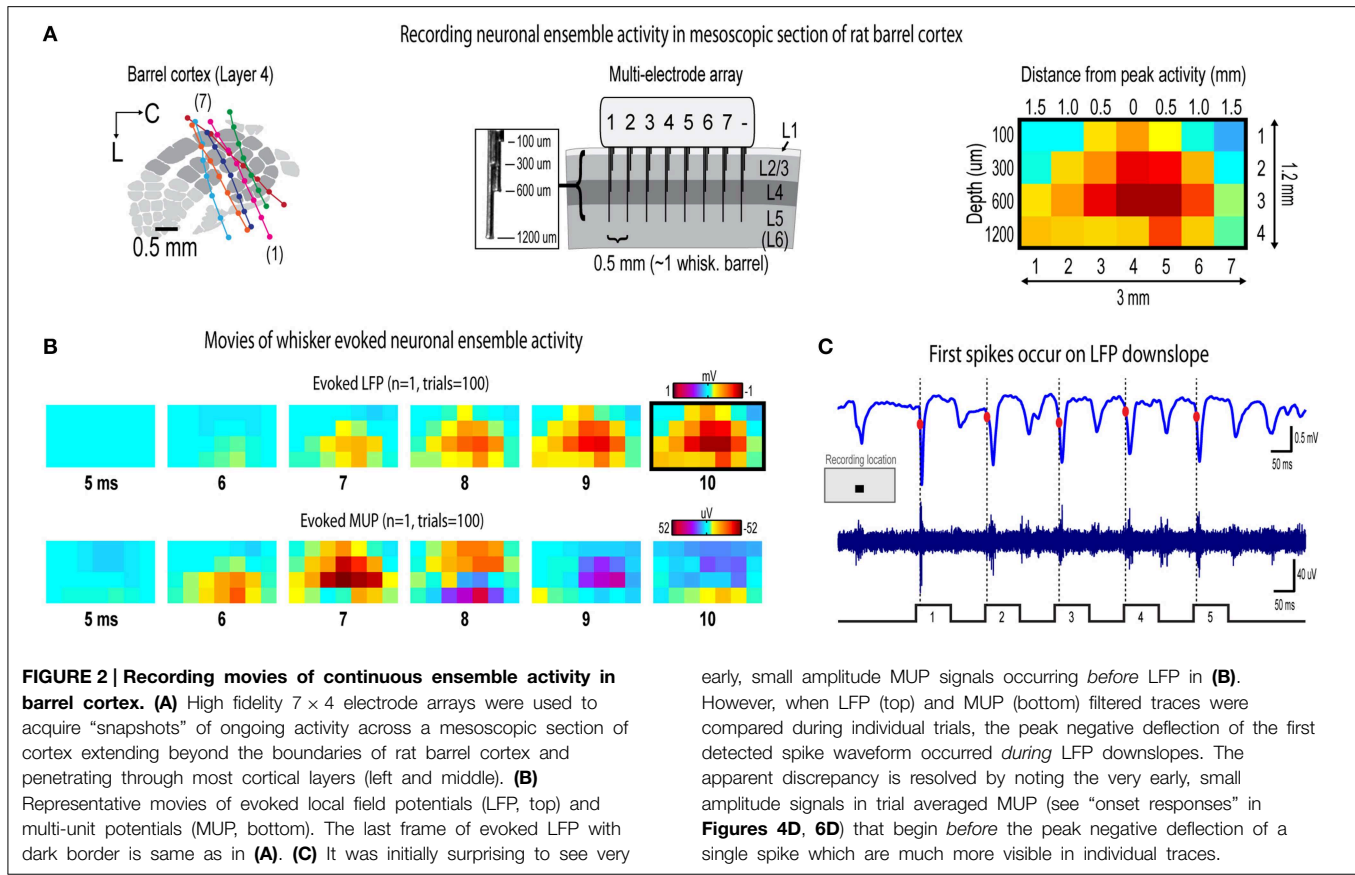 A
Recording neuronal ensemble activity in mesoscopic section of rat barrel cortex
Barrel cortex (Layer 4)
(7)
C
L
0.5 mm
(1)
Multi-electrode array
1 2 3 4 5 6 7 -
100 um
300 um
600 um
1200 um
L1
L2/3
L4
L5
(L6)
0.5 mm (~1 whisk. barrel)
Distance from peak activity (mm)
1.5 1.0 0.5 0 0.5 1.0 1.5
Depth (um)
100
300
600
1200
1
2
3
4
1.2 mm
1 2 3 4 5 6 7
3 mm
B
Movies of whisker evoked neuronal ensemble activity
Evoked LFP (n=1, trials=100)
mV
1 -1
5 ms 6 7 8 9 10
Evoked MUP (n=1, trials=100)
uV
52 -52
5 ms 6 7 8 9 10
C
First spikes occur on LFP downslope
0.5 mV
50 ms
Recording location
40 uV
50 ms
1 2 3 4 5
FIGURE 2 | Recording movies of continuous ensemble activity in
barrel cortex. (A) High fidelity 7 × 4 electrode arrays were used to
acquire “snapshots” of ongoing activity across a mesoscopic section of
cortex extending beyond the boundaries of rat barrel cortex and
penetrating through most cortical layers (left and middle). (B)
Representative movies of evoked local field potentials (LFP, top) and
multi-unit potentials (MUP, bottom). The last frame of evoked LFP with
dark border is same as in (A). (C) It was initially surprising to see very
early, small amplitude MUP signals occurring before LFP in (B).
However, when LFP (top) and MUP (bottom) filtered traces were
compared during individual trials, the peak negative deflection of the first
detected spike waveform occurred during LFP downslopes. The
apparent discrepancy is resolved by noting the very early, small
amplitude signals in trial averaged MUP (see “onset responses” in
Figures 4D, 6D) that begin before the peak negative deflection of a
single spike which are much more visible in individual traces.